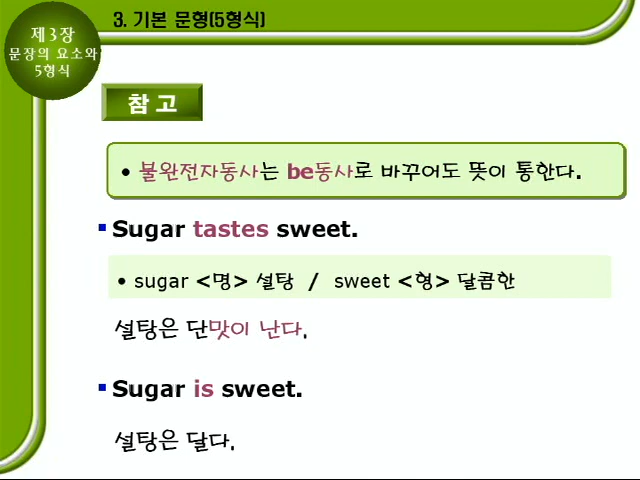 3. 기본 문형(5형식)
제3장
문장의 요소와
5형식
참고
• 불완전자동사는 be동사로 바꾸어도 뜻이 통한다.
Sugar tastes sweet.
• sugar <명> 설탕 / sweet <형> 달콤한
설탕은 단맛이 난다.
Sugar is sweet.
설탕은 달다.